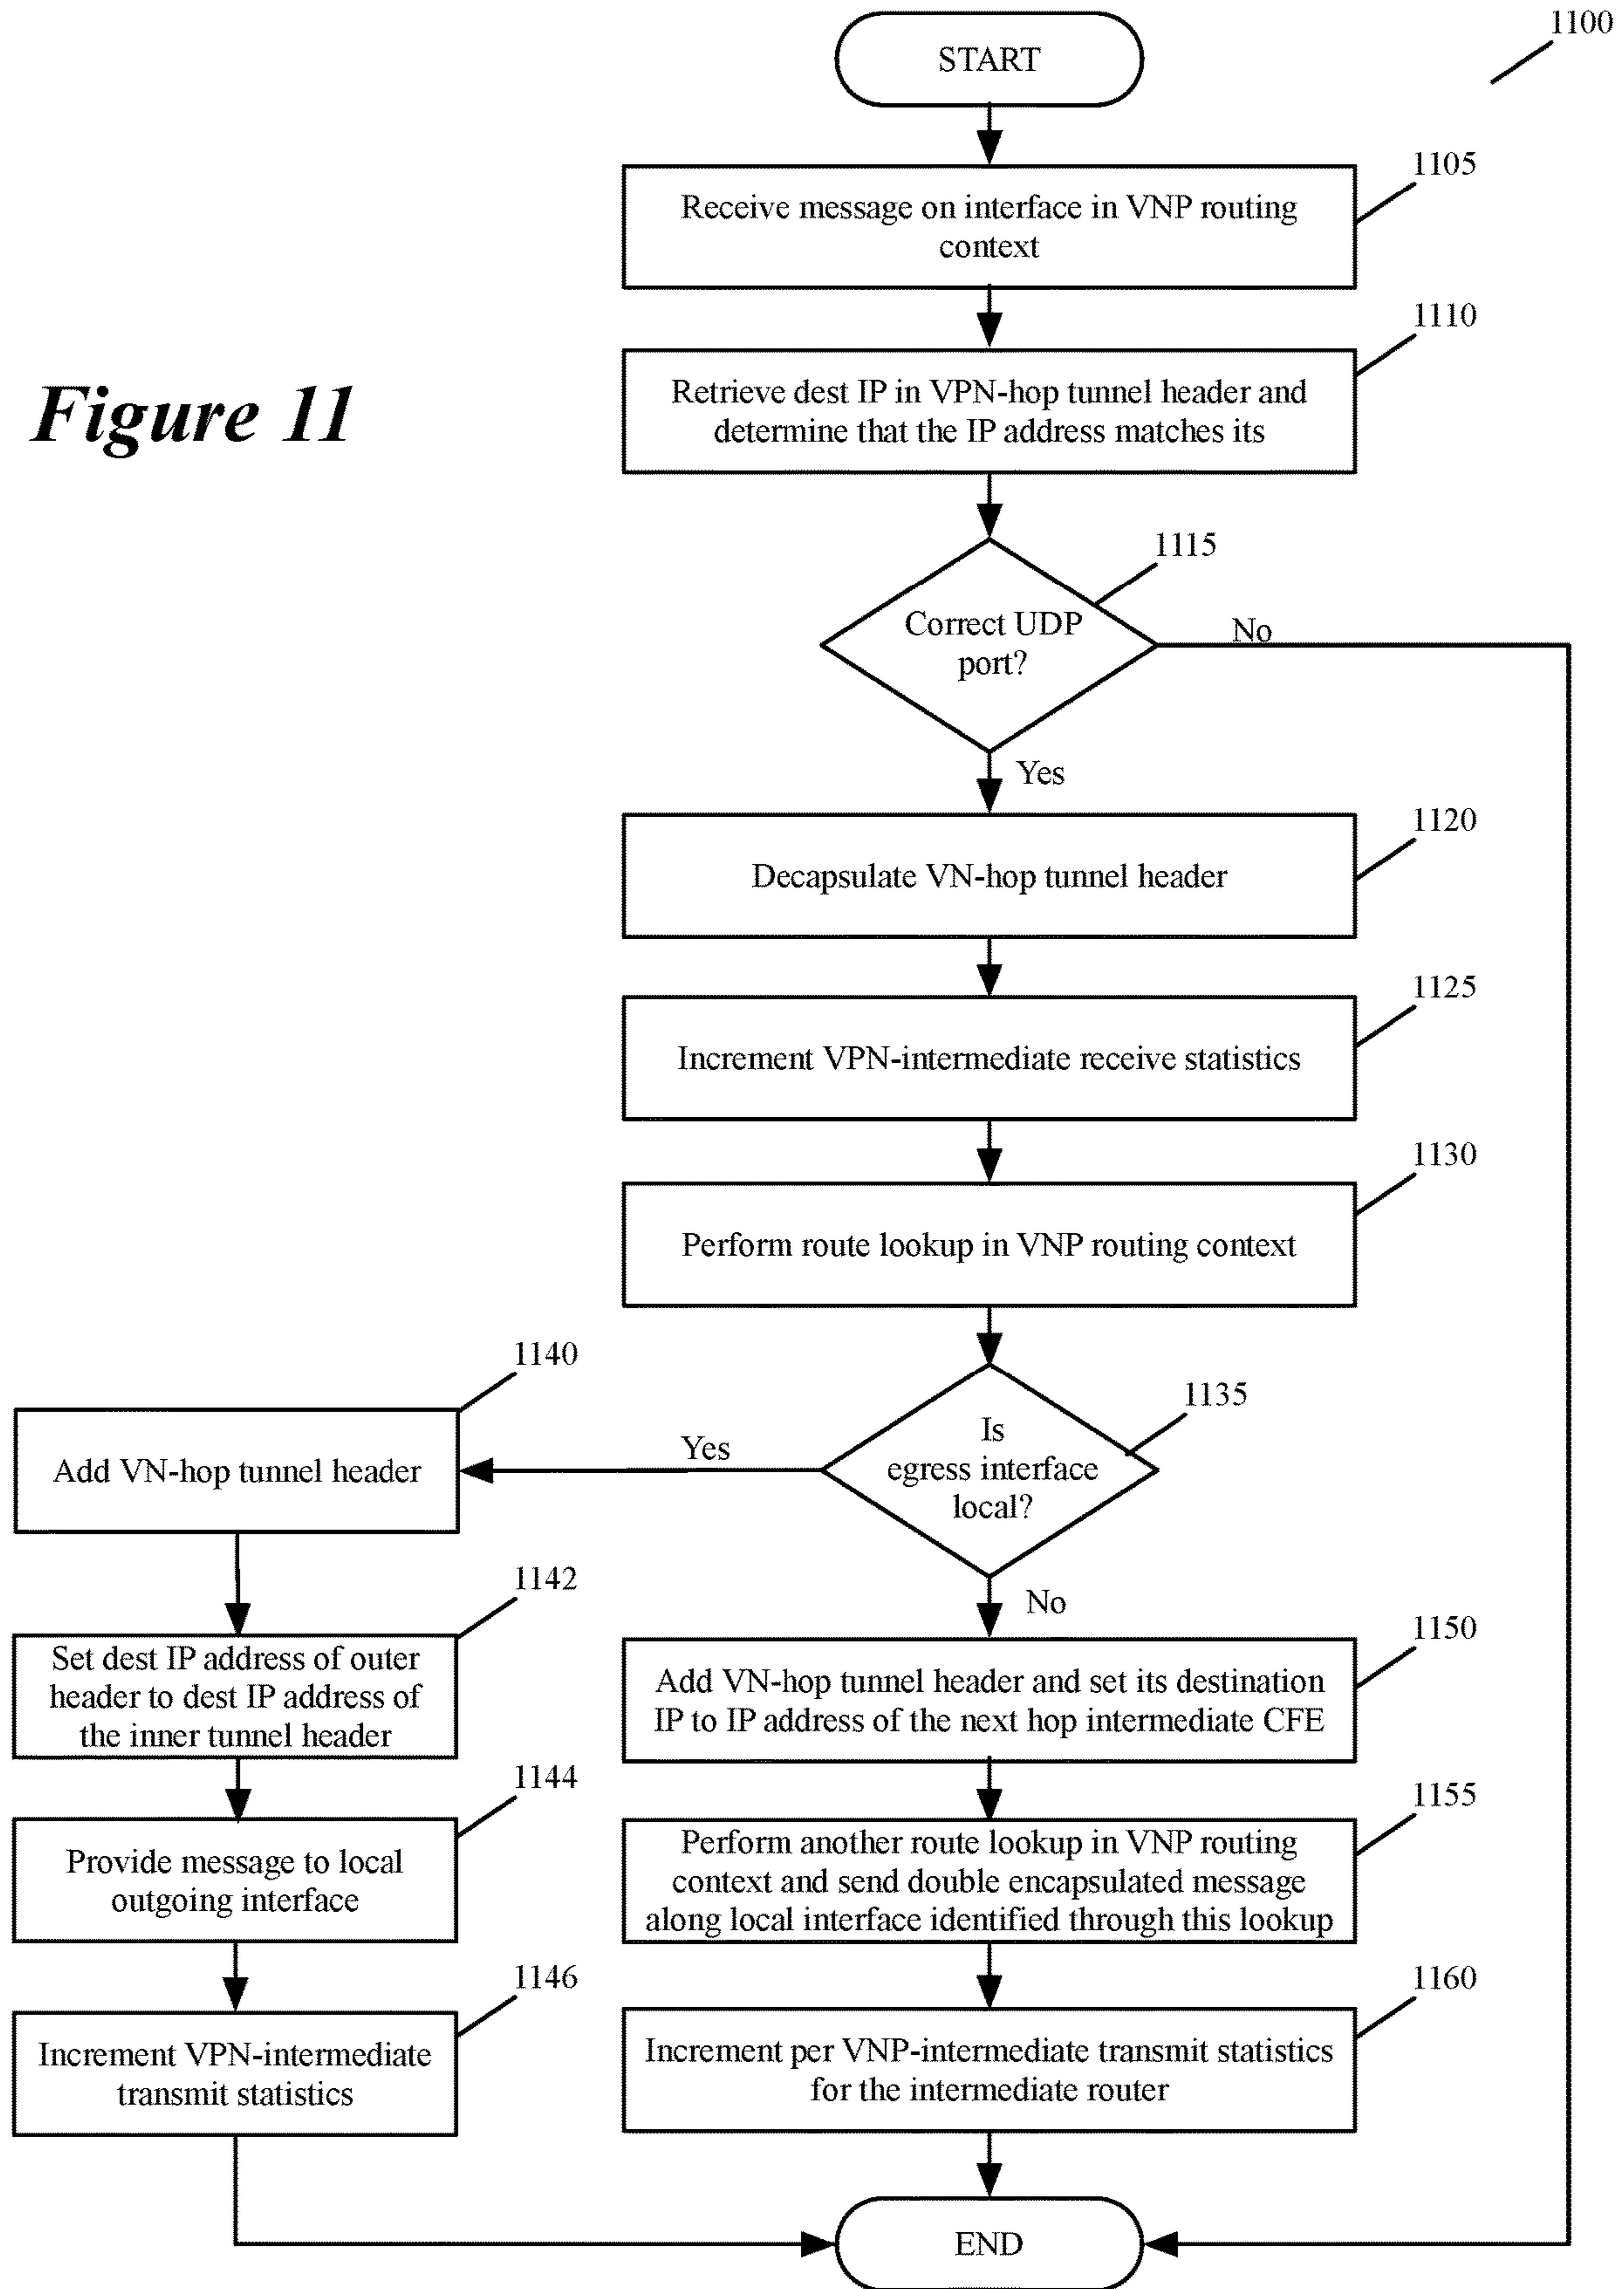 START
1100
1105
Receive message on interface in VNP routing
context
1110
Retrieve dest IP in VPN-hop tunnel header and
determine that the IP address matches its
Figure 11
1115
Correct UDP
port?
No
Yes
1120
Decapsulate VN-hop tunnel header
1125
Increment VPN-intermediate receive statistics
1130
Perform route lookup in VNP routing context
1135
Is
egress interface
local?
Yes
No
1140
Add VN-hop tunnel header
1142
Set dest IP address of outer
header to dest IP address of
the inner tunnel header
1144
Provide message to local
outgoing interface
1146
Increment VPN-intermediate
transmit statistics
1150
Add VN-hop tunnel header and set its destination
IP to IP address of the next hop intermediate CFE
1155
Perform another route lookup in VNP routing
context and send double encapsulated message
along local interface identified through this lookup
1160
Increment per VNP-intermediate transmit statistics
for the intermediate router
END